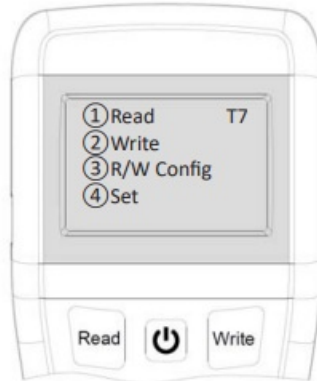 ①Read T7
②Write
③R/W Config
④Set
Read Write